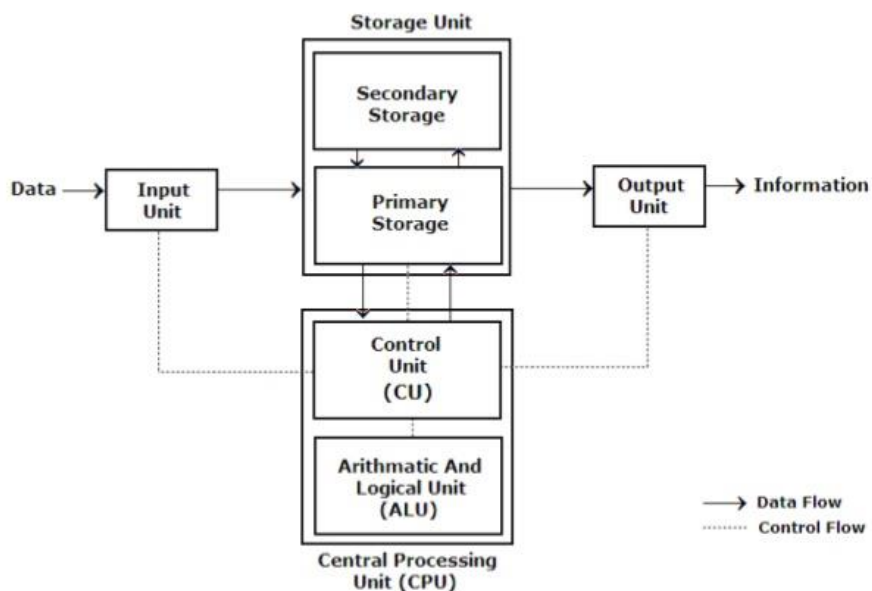 Storage Unit
Secondary
Storage
Data
Input
Unit
Primary
Storage
Output
Unit
Information
Control
Unit
(CU)
Arithmatic And
Logical Unit
(ALU)
Central Processing
Unit (CPU)
Data Flow
Control Flow